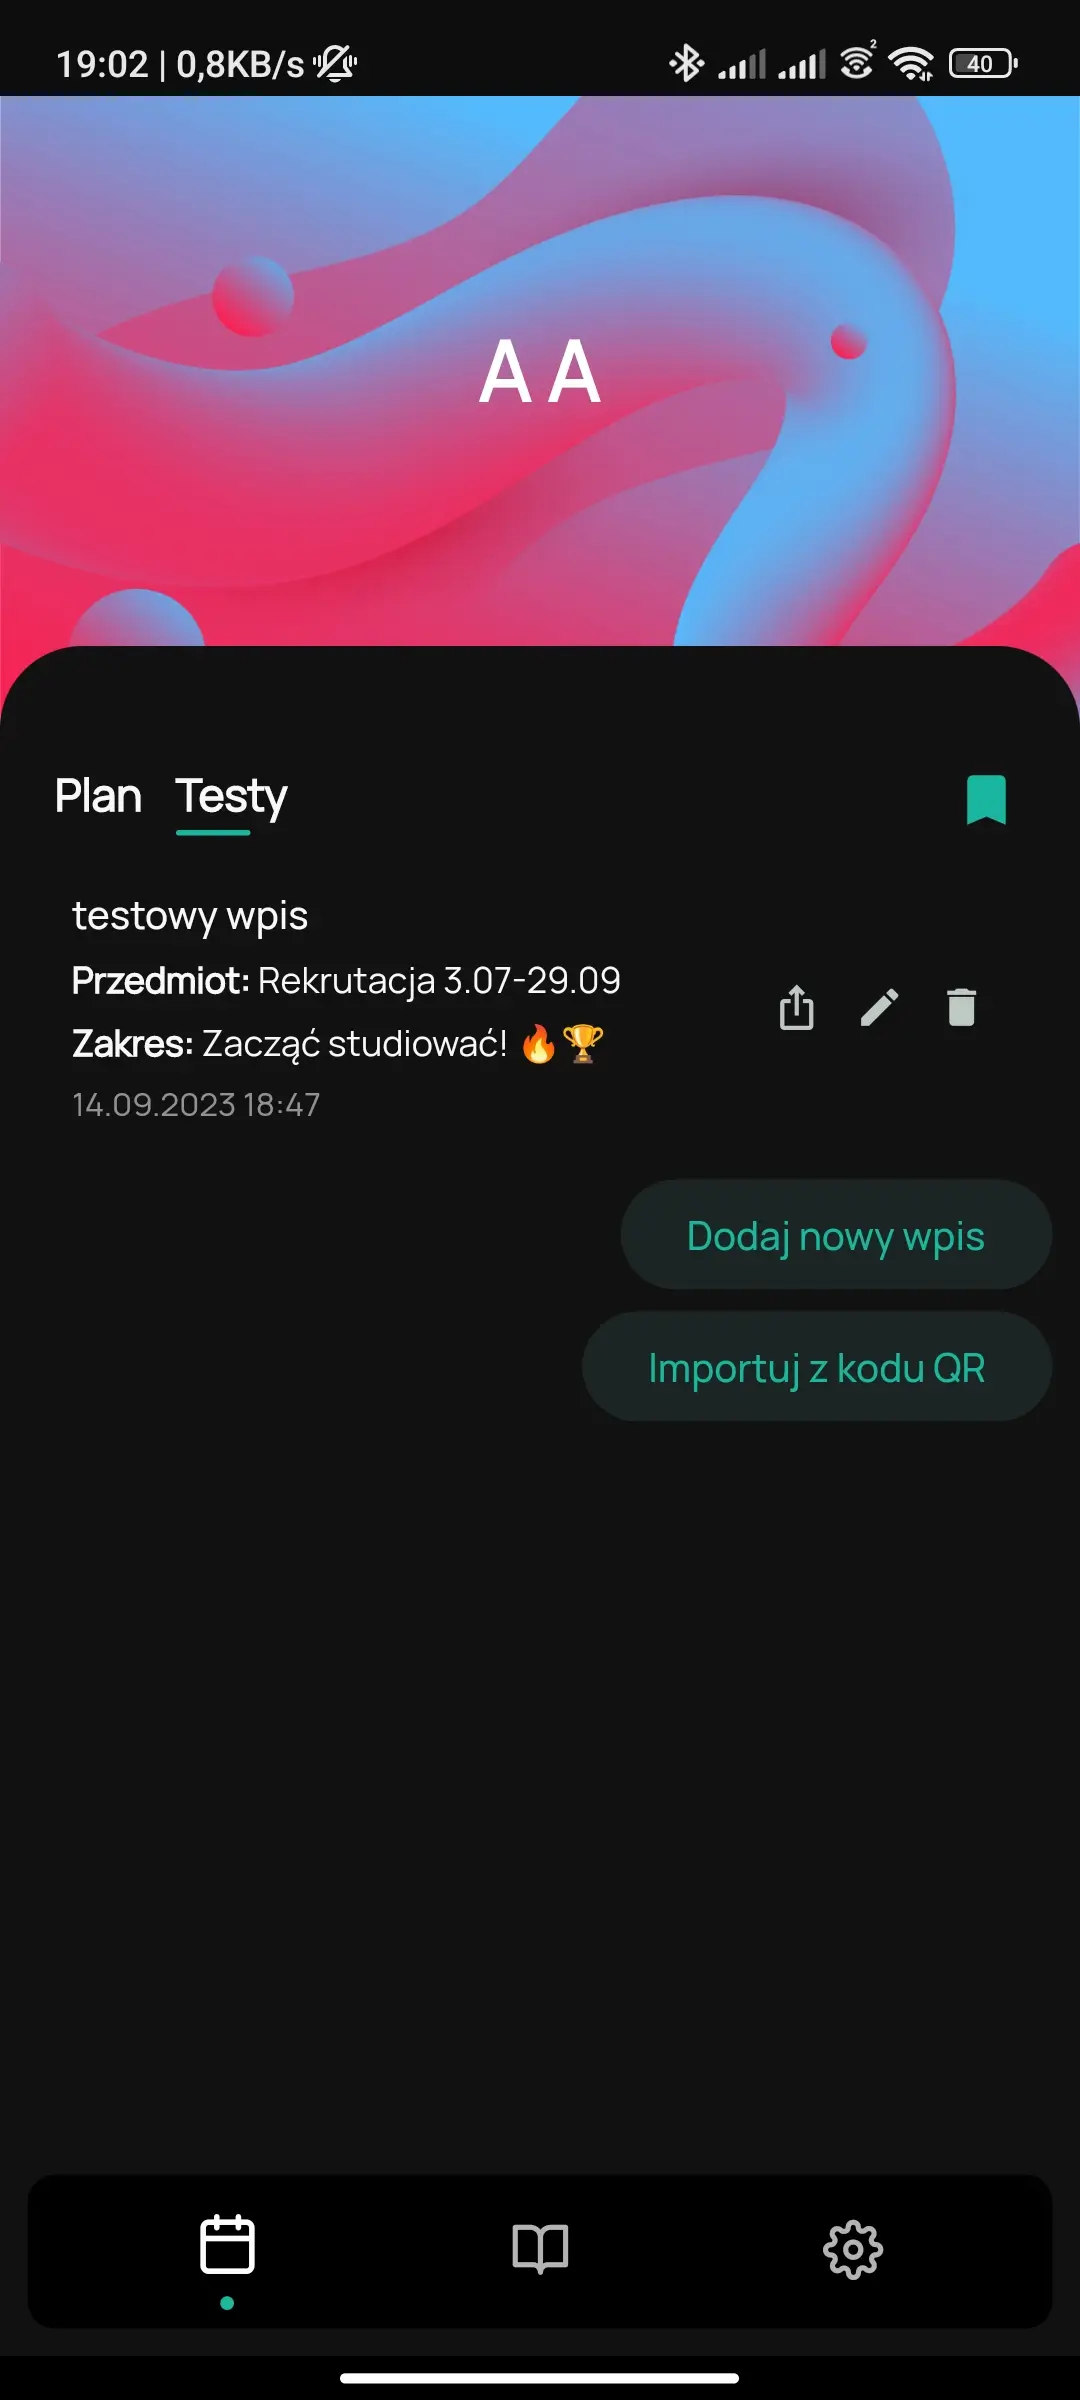 19:02 | 0,8KB/s
2
40
A A
Plan Testy
testowy wpis
Przedmiot: Rekrutacja 3.07-29.09
Zakres: Zacząć studiować! 🔥🏆
14.09.2023 18:47
Dodaj nowy wpis
Importuj z kodu QR